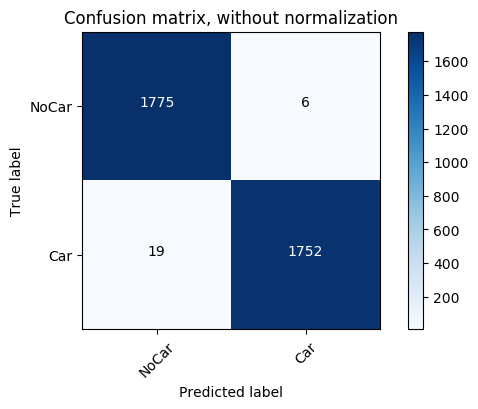 Confusion matrix, without normalization
NoCar
1775
6
Car
19
1752
NoCar
Car
True label
Predicted label
1600
1400
1200
1000
800
600
400
200